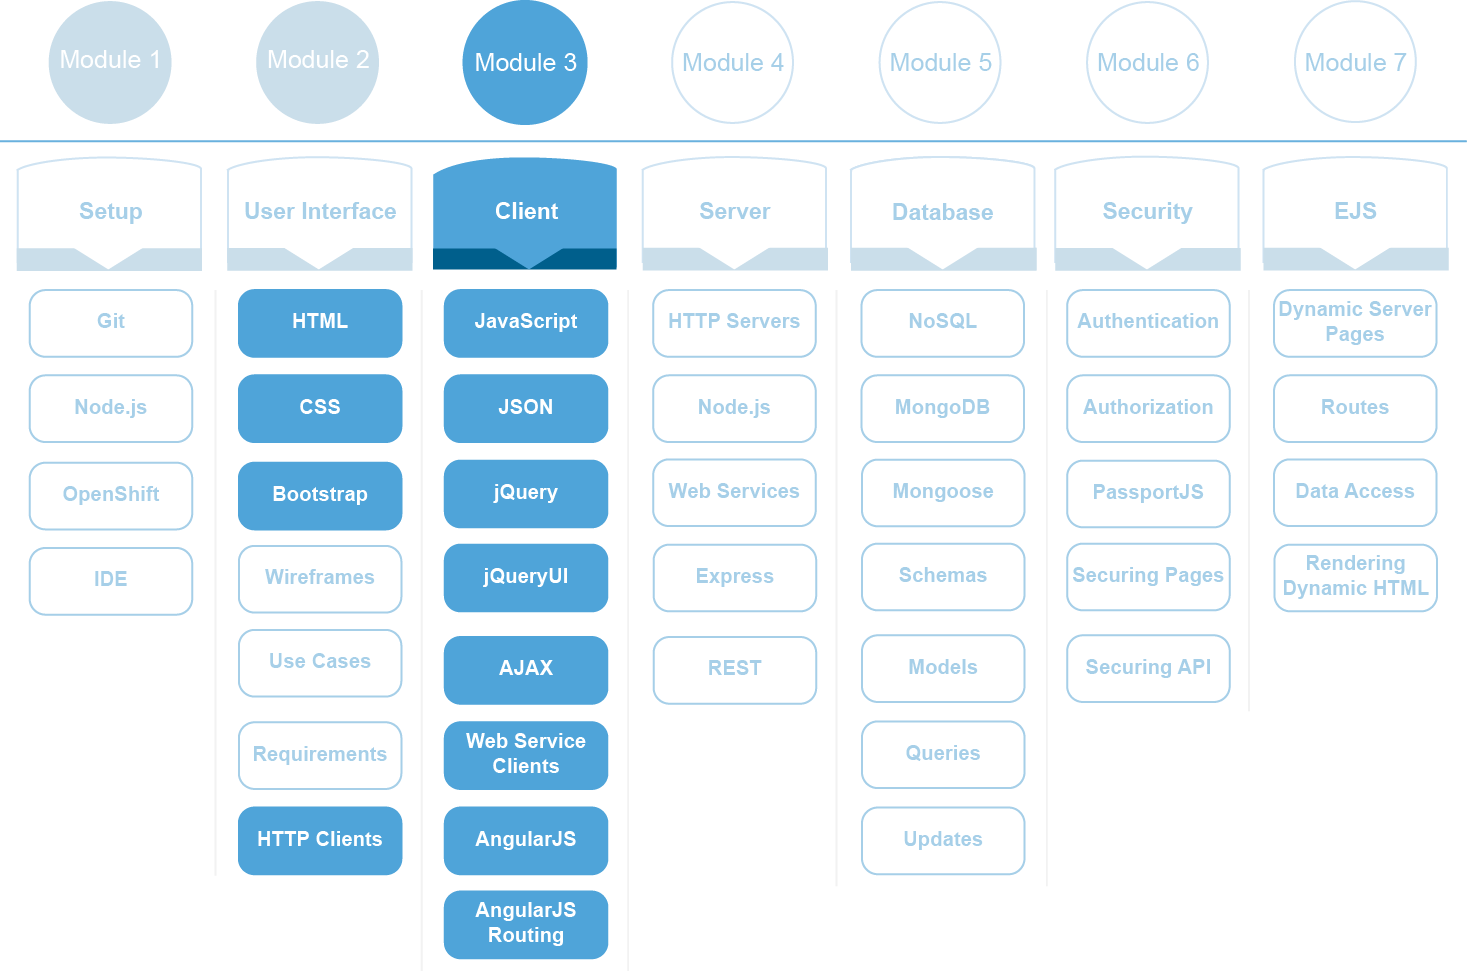 Module 1
Module 2
Module 3
Module 4
Module 5
Module 6
Module 7
Setup
User Interface
Client
Server
Database
Security
EJS
Git
Node.js
OpenShift
IDE
HTML
CSS
Bootstrap
Wireframes
Use Cases
Requirements
HTTP Clients
JavaScript
JSON
jQuery
jQueryUI
AJAX
Web Service
Clients
AngularJS
AngularJS
Routing
HTTP Servers
Node.js
Web Services
Express
REST
NoSQL
MongoDB
Mongoose
Schemas
Models
Queries
Updates
Authentication
Authorization
PassportJS
Securing Pages
Securing API
Dynamic Server
Pages
Routes
Data Access
Rendering
Dynamic HTML